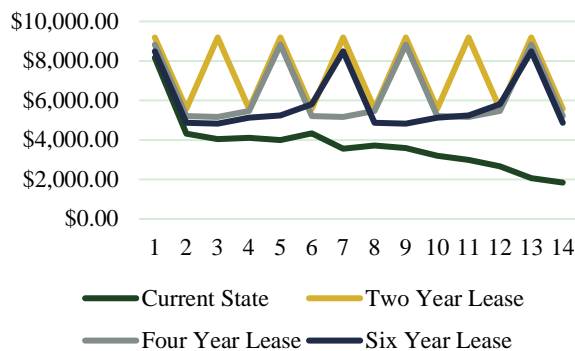 $10,000.00
$8,000.00
$6,000.00
$4,000.00
$2,000.00
$0.00
1 2 3 4 5 6 7 8 9 10 11 12 13 14
Current State Two Year Lease
Four Year Lease Six Year Lease